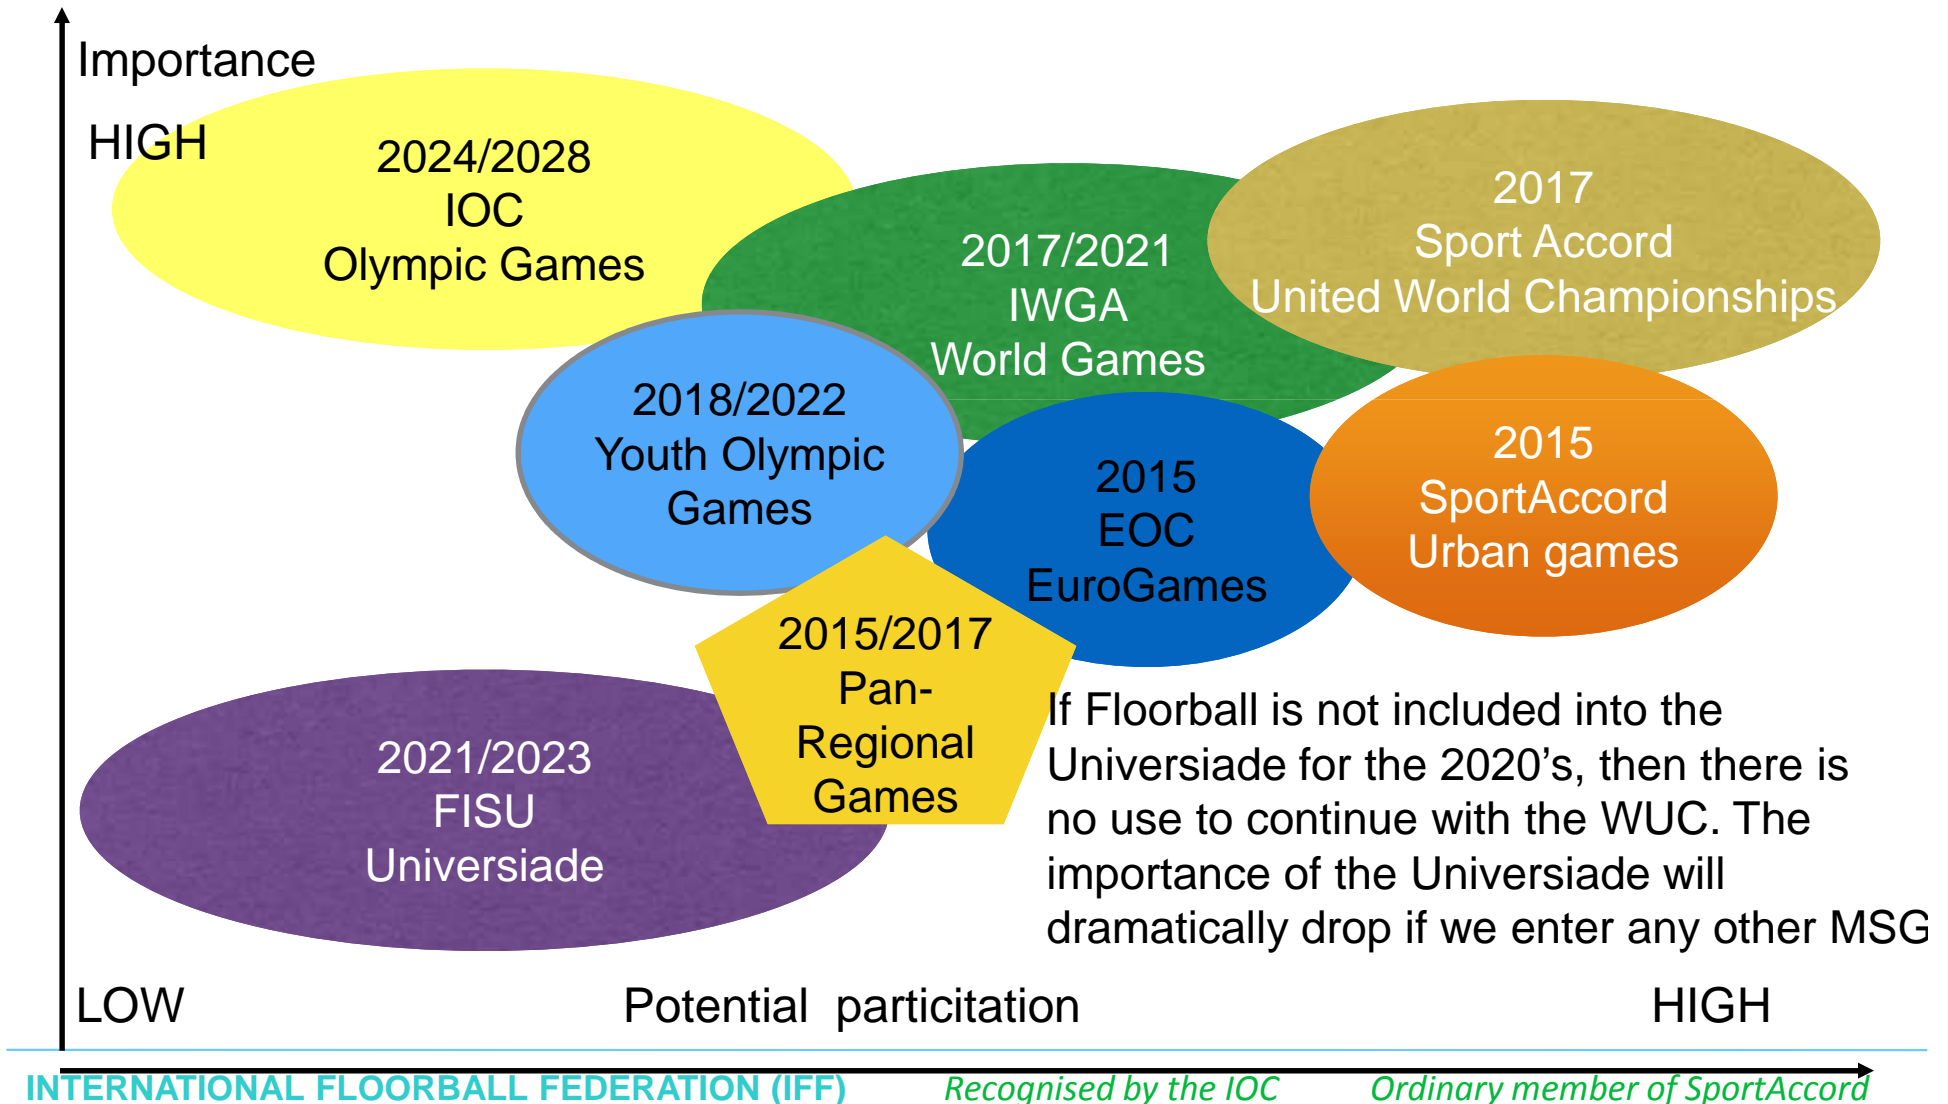 Importance
HIGH
2024/2028
IOC
Olympic Games
2017/2021
IWGA
World Games
2017
Sport Accord
United World Championships
2018/2022
Youth Olympic
Games
2015
EOC
EuroGames
2015
SportAccord
Urban games
2015/2017
Pan-
Regional
Games
2021/2023
FISU
Universiade
If Floorball is not included into the
Universiade for the 2020’s, then there is
no use to continue with the WUC. The
importance of the Universiade will
dramatically drop if we enter any other MSG
LOW Potential particitation HIGH
INTERNATIONAL FLOORBALL FEDERATION (IFF) Recognised by the IOC Ordinary member of SportAccord